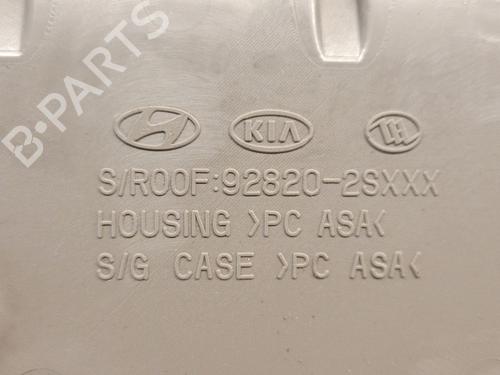 B-PARTS
KIA
S/ROOF:92820-2SXXX
HOUSING >PC ASA<
S/G CASE >PC ASA<